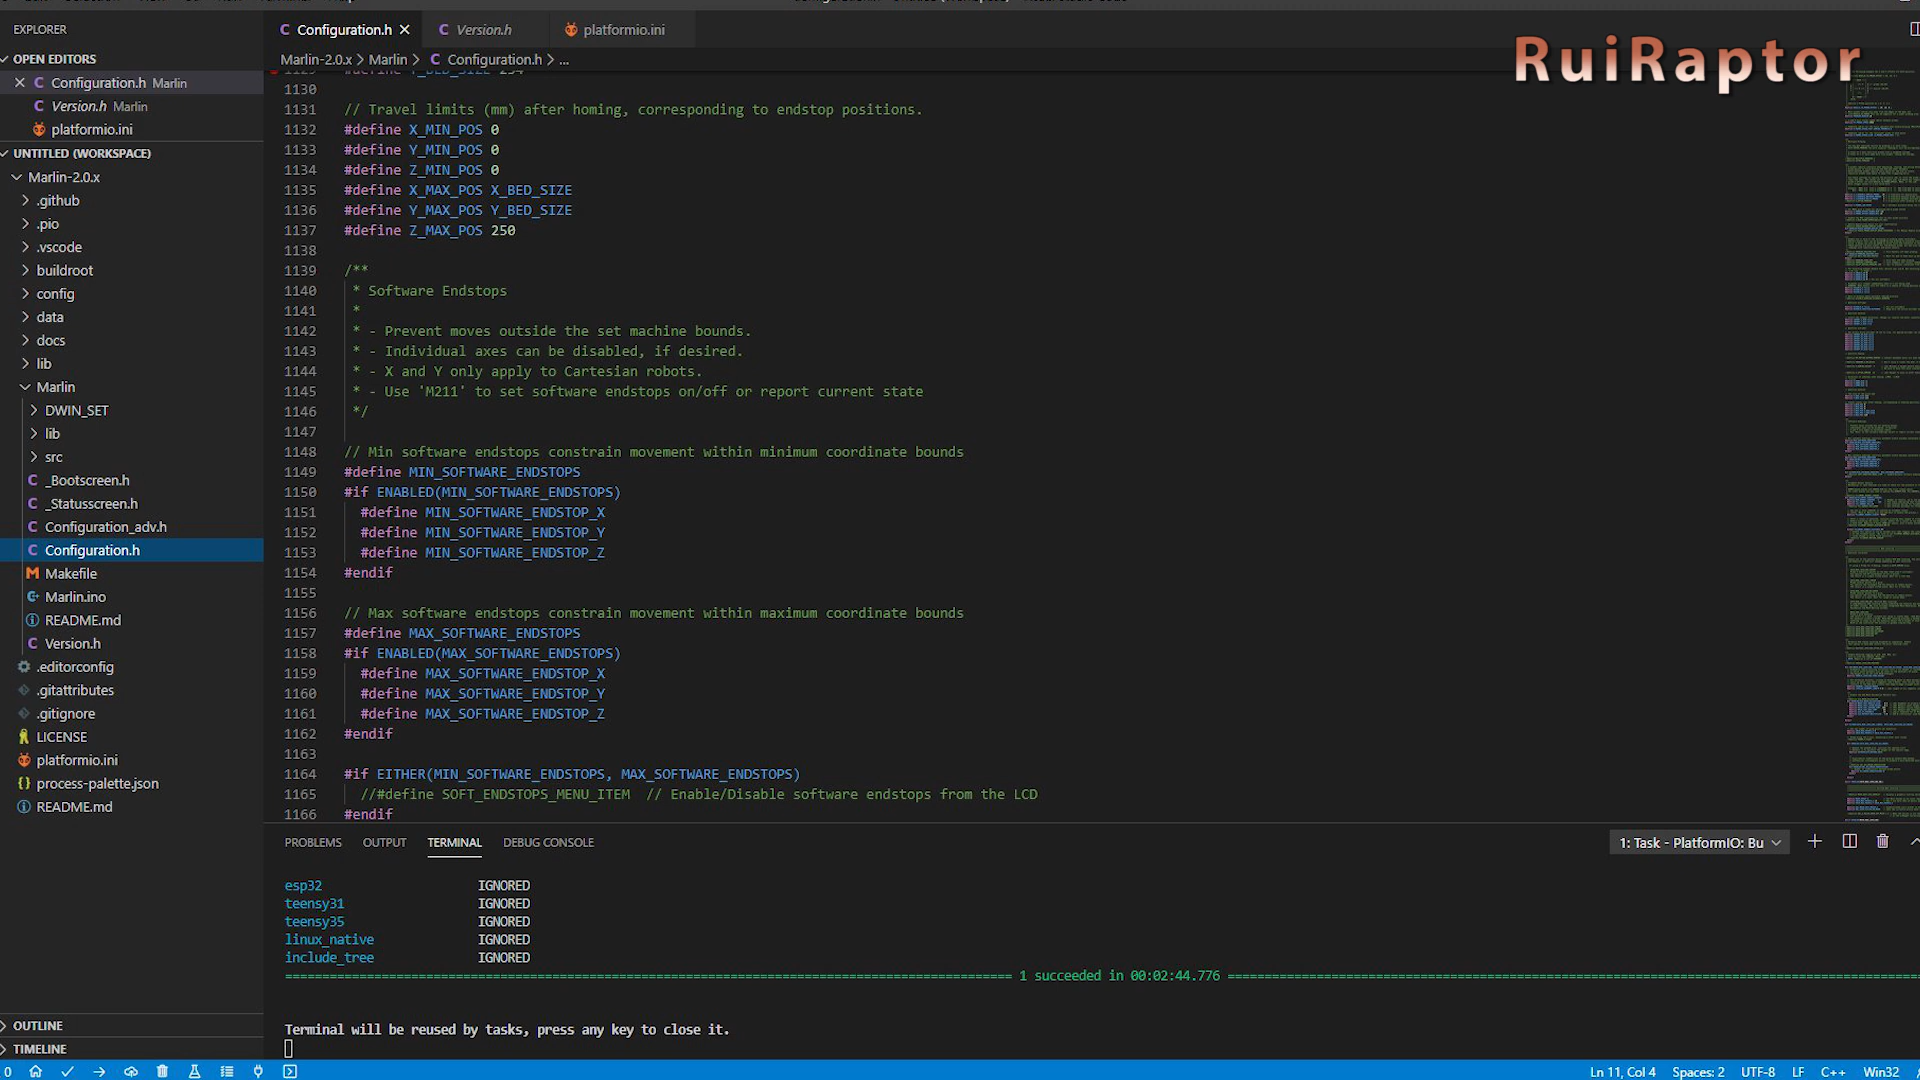 RuiRaptor
EXPLORER
OPEN EDITORS
Configuration.h Marlin
Version.h Marlin
platformio.ini
UNTITLED (WORKSPACE)
Marlin-2.0.x
.github
.pio
.vscode
buildroot
config
data
docs
lib
Marlin
DWIN_SET
lib
src
_Bootscreen.h
_Statusscreen.h
Configuration_adv.h
Configuration.h
Makefile
Marlin.ino
README.md
Version.h
.editorconfig
.gitattributes
.gitignore
LICENSE
platformio.ini
process-palette.json
README.md
OUTLINE
TIMELINE
Configuration.h Version.h platformio.ini
Marlin-2.0.x > Marlin > C Configuration.h > ...
1129 #define Y_BED_SIZE 234
1130
1131 // Travel limits (mm) after homing, corresponding to endstop positions.
1132 #define X_MIN_POS 0
1133 #define Y_MIN_POS 0
1134 #define Z_MIN_POS 0
1135 #define X_MAX_POS X_BED_SIZE
1136 #define Y_MAX_POS Y_BED_SIZE
1137 #define Z_MAX_POS 250
1138
1139 /**
1140 * Software Endstops
1141 *
1142 * - Prevent moves outside the set machine bounds.
1143 * - Individual axes can be disabled, if desired.
1144 * - X and Y only apply to Cartesian robots.
1145 * - Use 'M211' to set software endstops on/off or report current state
1146 */
1147
1148 // Min software endstops constrain movement within minimum coordinate bounds
1149 #define MIN_SOFTWARE_ENDSTOPS
1150 #if ENABLED(MIN_SOFTWARE_ENDSTOPS)
1151 #define MIN_SOFTWARE_ENDSTOP_X
1152 #define MIN_SOFTWARE_ENDSTOP_Y
1153 #define MIN_SOFTWARE_ENDSTOP_Z
1154 #endif
1155
1156 // Max software endstops constrain movement within maximum coordinate bounds
1157 #define MAX_SOFTWARE_ENDSTOPS
1158 #if ENABLED(MAX_SOFTWARE_ENDSTOPS)
1159 #define MAX_SOFTWARE_ENDSTOP_X
1160 #define MAX_SOFTWARE_ENDSTOP_Y
1161 #define MAX_SOFTWARE_ENDSTOP_Z
1162 #endif
1163
1164 #if EITHER(MIN_SOFTWARE_ENDSTOPS, MAX_SOFTWARE_ENDSTOPS)
1165 //#define SOFT_ENDSTOPS_MENU_ITEM // Enable/Disable software endstops from the LCD
1166 #endif
PROBLEMS OUTPUT TERMINAL DEBUG CONSOLE 1: Task - PlatformIO: Bu
esp32 IGNORED
teensy31 IGNORED
teensy35 IGNORED
linux_native IGNORED
include_tree IGNORED
1 succeeded in 00:02:44.776
Terminal will be reused by tasks, press any key to close it.
0 Ln 11, Col 4 Spaces: 2 UTF-8 LF C++ Win32